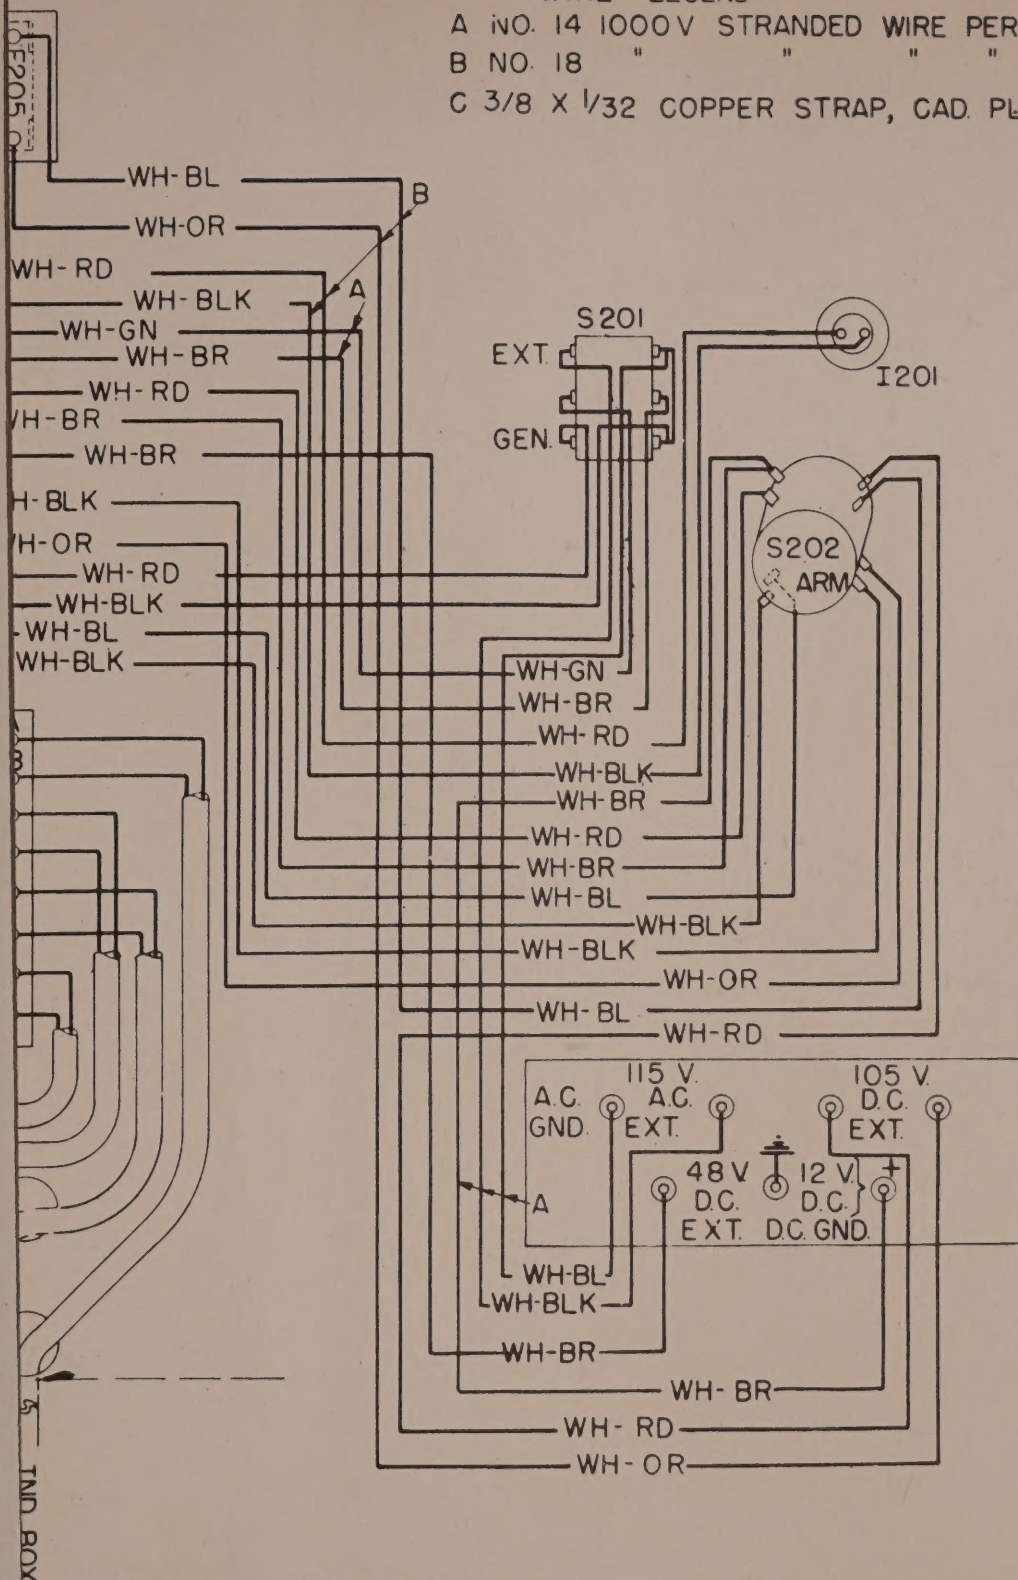 A NO. 14 1000V STRANDED WIRE PER
B NO. 18 " " " "
C 3/8 X 1/32 COPPER STRAP, CAD. PL
E205
WH-BL
B
WH-OR
WH-RD
A
WH-BLK
WH-GN
WH-BR
WH-RD
WH-BR
WH-BR
H-BLK
H-OR
WH-RD
WH-BLK
WH-BL
WH-BLK
S201
EXT.
GEN.
I201
S202
ARM
WH-GN
WH-BR
WH-RD
WH-BLK
WH-BR
WH-RD
WH-BR
WH-BL
WH-BLK
WH-BLK
WH-OR
WH-BL
WH-RD
A
B
A.C.
GND.
115 V.
A.C.
EXT.
105 V.
D.C.
EXT.
48 V.
D.C.
EXT.
D.C. GND.
12 V.
D.C.
+
A
WH-BL
WH-BLK
WH-BR
WH-BR
WH-RD
WH-OR
TND BOX